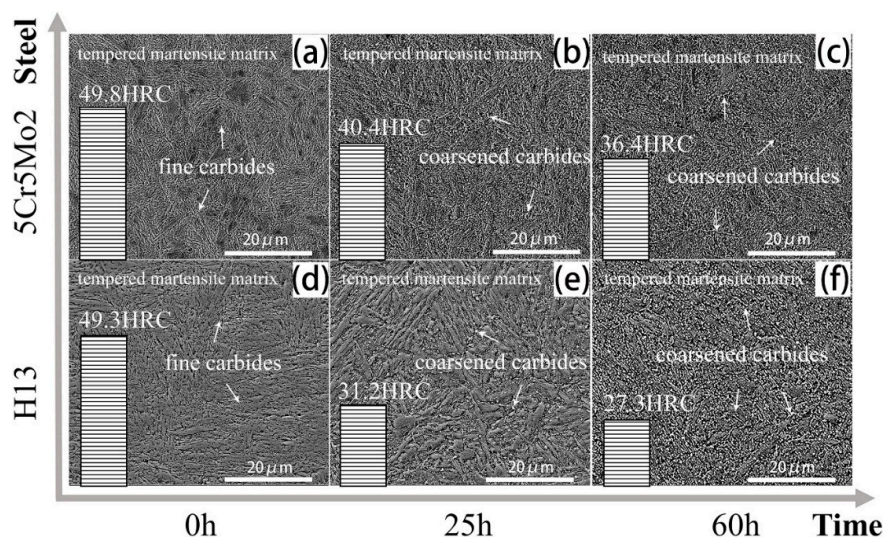 Steel
5Cr5Mo2
H13
tempered martensite matrix
(a)
49.8HRC
fine carbides
20μm
tempered martensite matrix
(b)
40.4HRC
coarsened carbides
20μm
tempered martensite matrix
(c)
36.4HRC
coarsened carbides
20μm
tempered martensite matrix
(d)
49.3HRC
fine carbides
20μm
tempered martensite matrix
(e)
31.2HRC
coarsened carbides
20μm
tempered martensite matrix
(f)
27.3HRC
coarsened carbides
20μm
0h
25h
60h
Time